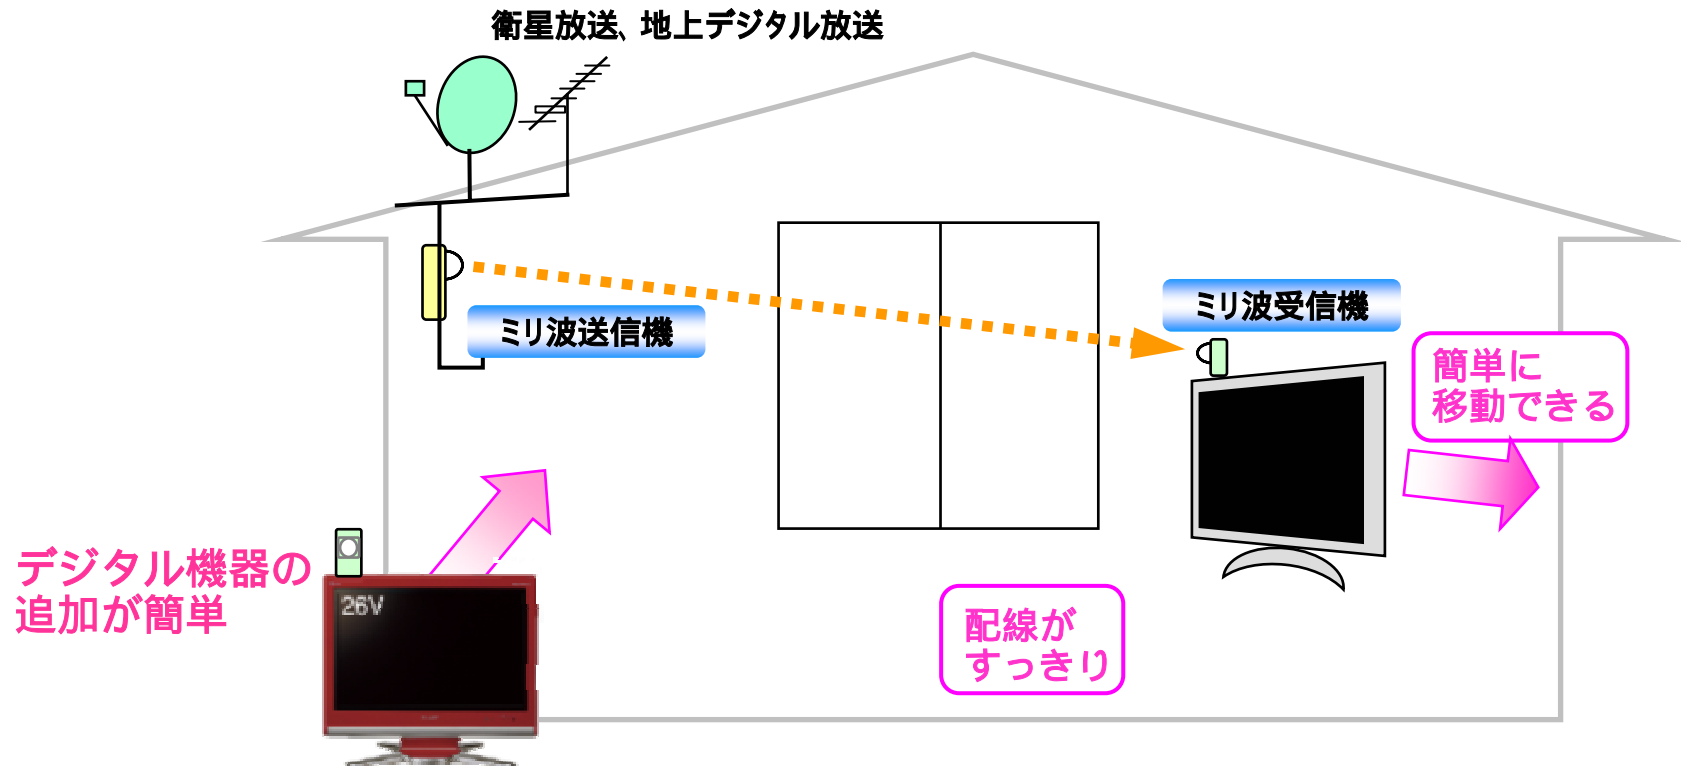 衛星放送、地上デジタル放送
ミリ波送信機
ミリ波受信機
簡単に
移動できる
デジタル機器の
追加が簡単
26V
配線が
すっきり